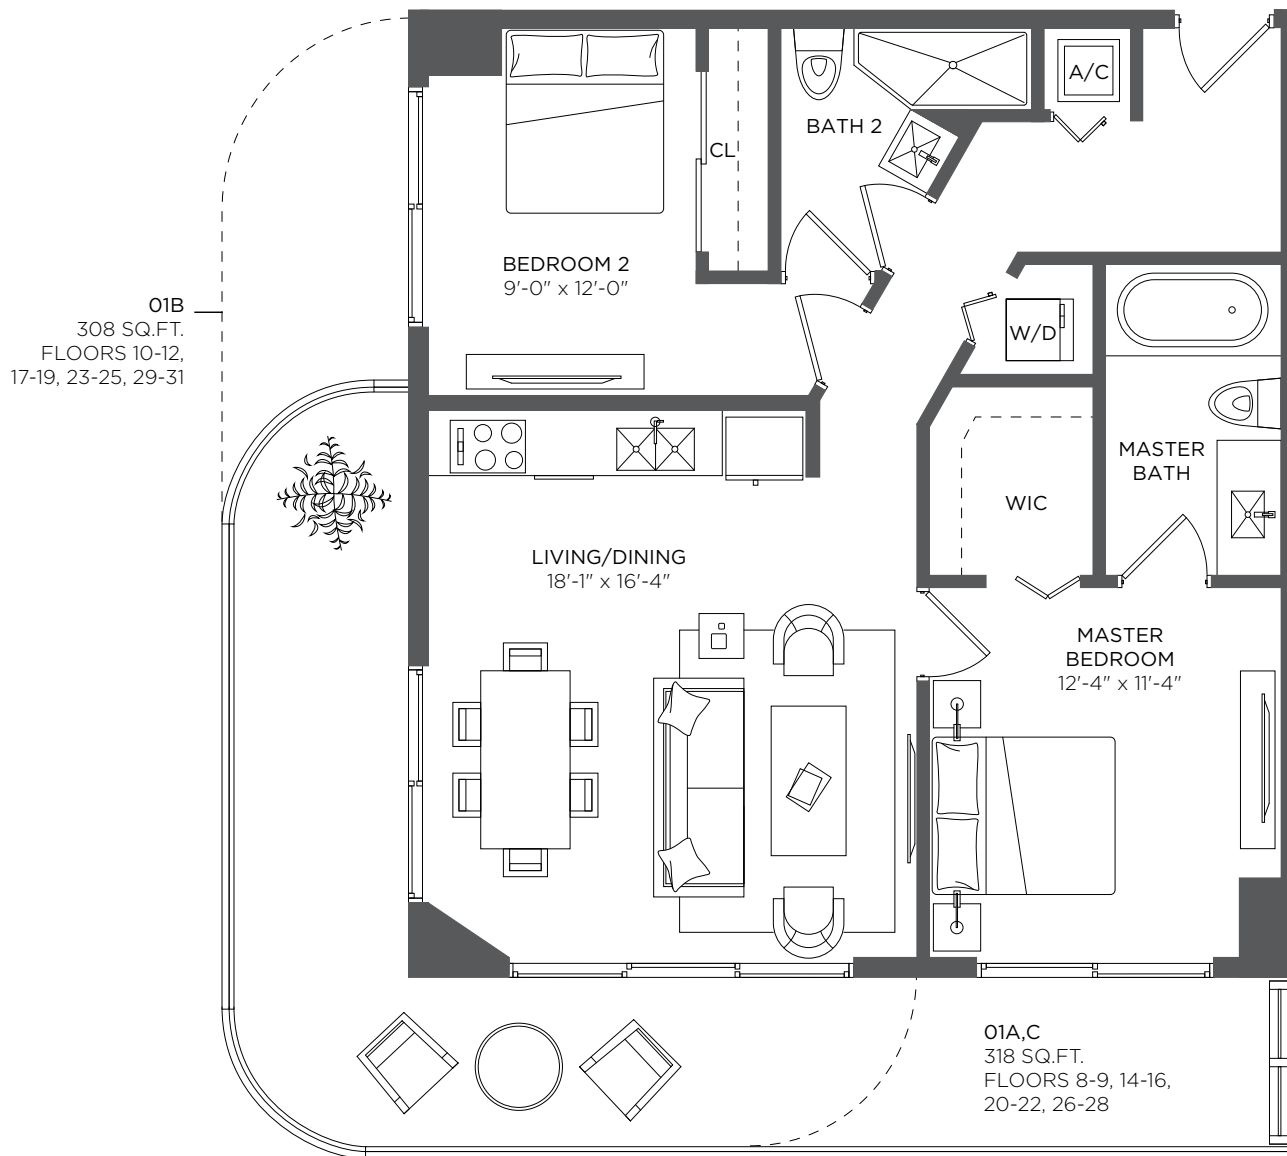 A/C
BATH 2
CL
BEDROOM 2
9'-0" x 12'-0"
01B
308 SQ.FT.
FLOORS 10-12,
17-19, 23-25, 29-31
W/D
MASTER
BATH
WIC
LIVING/DINING
18'-1" x 16'-4"
MASTER
BEDROOM
12'-4" x 11'-4"
01A,C
318 SQ.FT.
FLOORS 8-9, 14-16,
20-22, 26-28